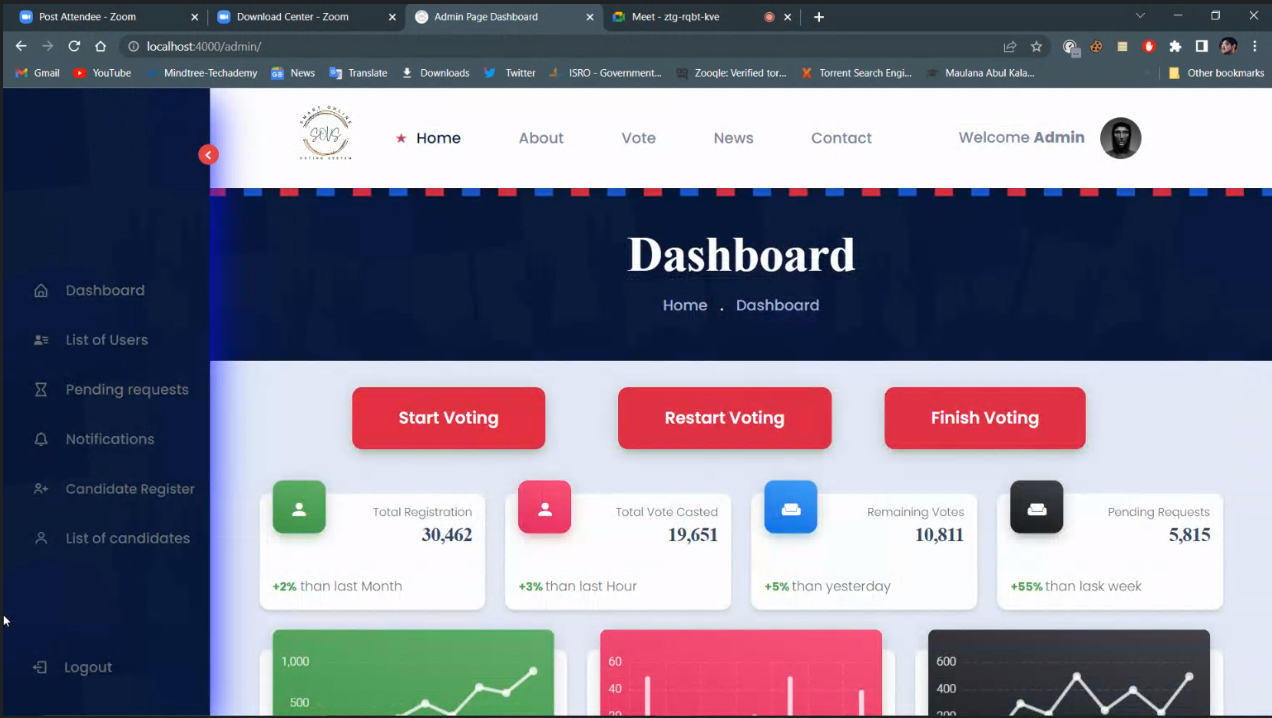 Post Attendee - Zoom
Download Center - Zoom
Admin Page Dashboard
Meet - ztg-rqbt-kve
localhost:4000/admin/
Gmail
YouTube
Mindtree-Techademy
News
Translate
Downloads
Twitter
ISRO - Government...
Zooqle: Verified tor...
Torrent Search Engi...
Maulana Abul Kala...
Other bookmarks
SMART ONLINE
SOVS
VOTING SYSTEM
Home
About
Vote
News
Contact
Welcome Admin
Dashboard
Home . Dashboard
Dashboard
List of Users
Pending requests
Notifications
Candidate Register
List of candidates
Logout
Start Voting
Restart Voting
Finish Voting
Total Registration
30,462
+2% than last Month
Total Vote Casted
19,651
+3% than last Hour
Remaining Votes
10,811
+5% than yesterday
Pending Requests
5,815
+55% than lask week
1,000
500
60
40
20
600
400
200